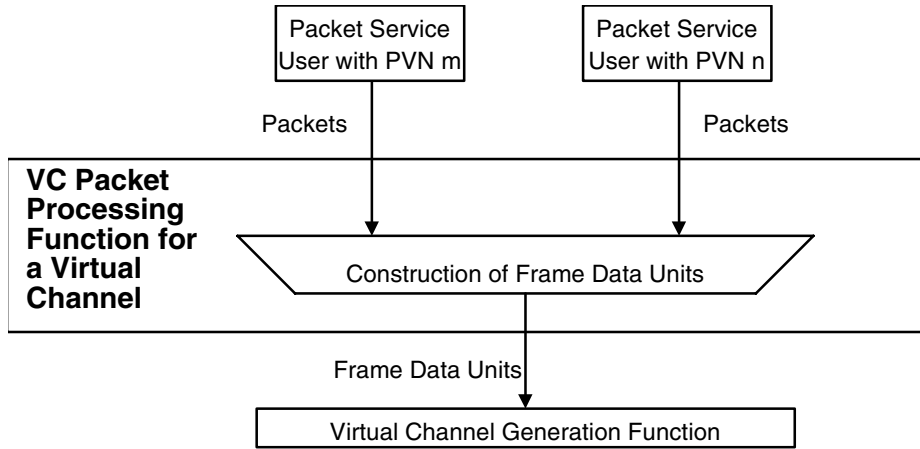 Packet Service
User with PVN m
Packet Service
User with PVN n
Packets
Packets
VC Packet
Processing
Function for
a Virtual
Channel
Construction of Frame Data Units
Frame Data Units
Virtual Channel Generation Function